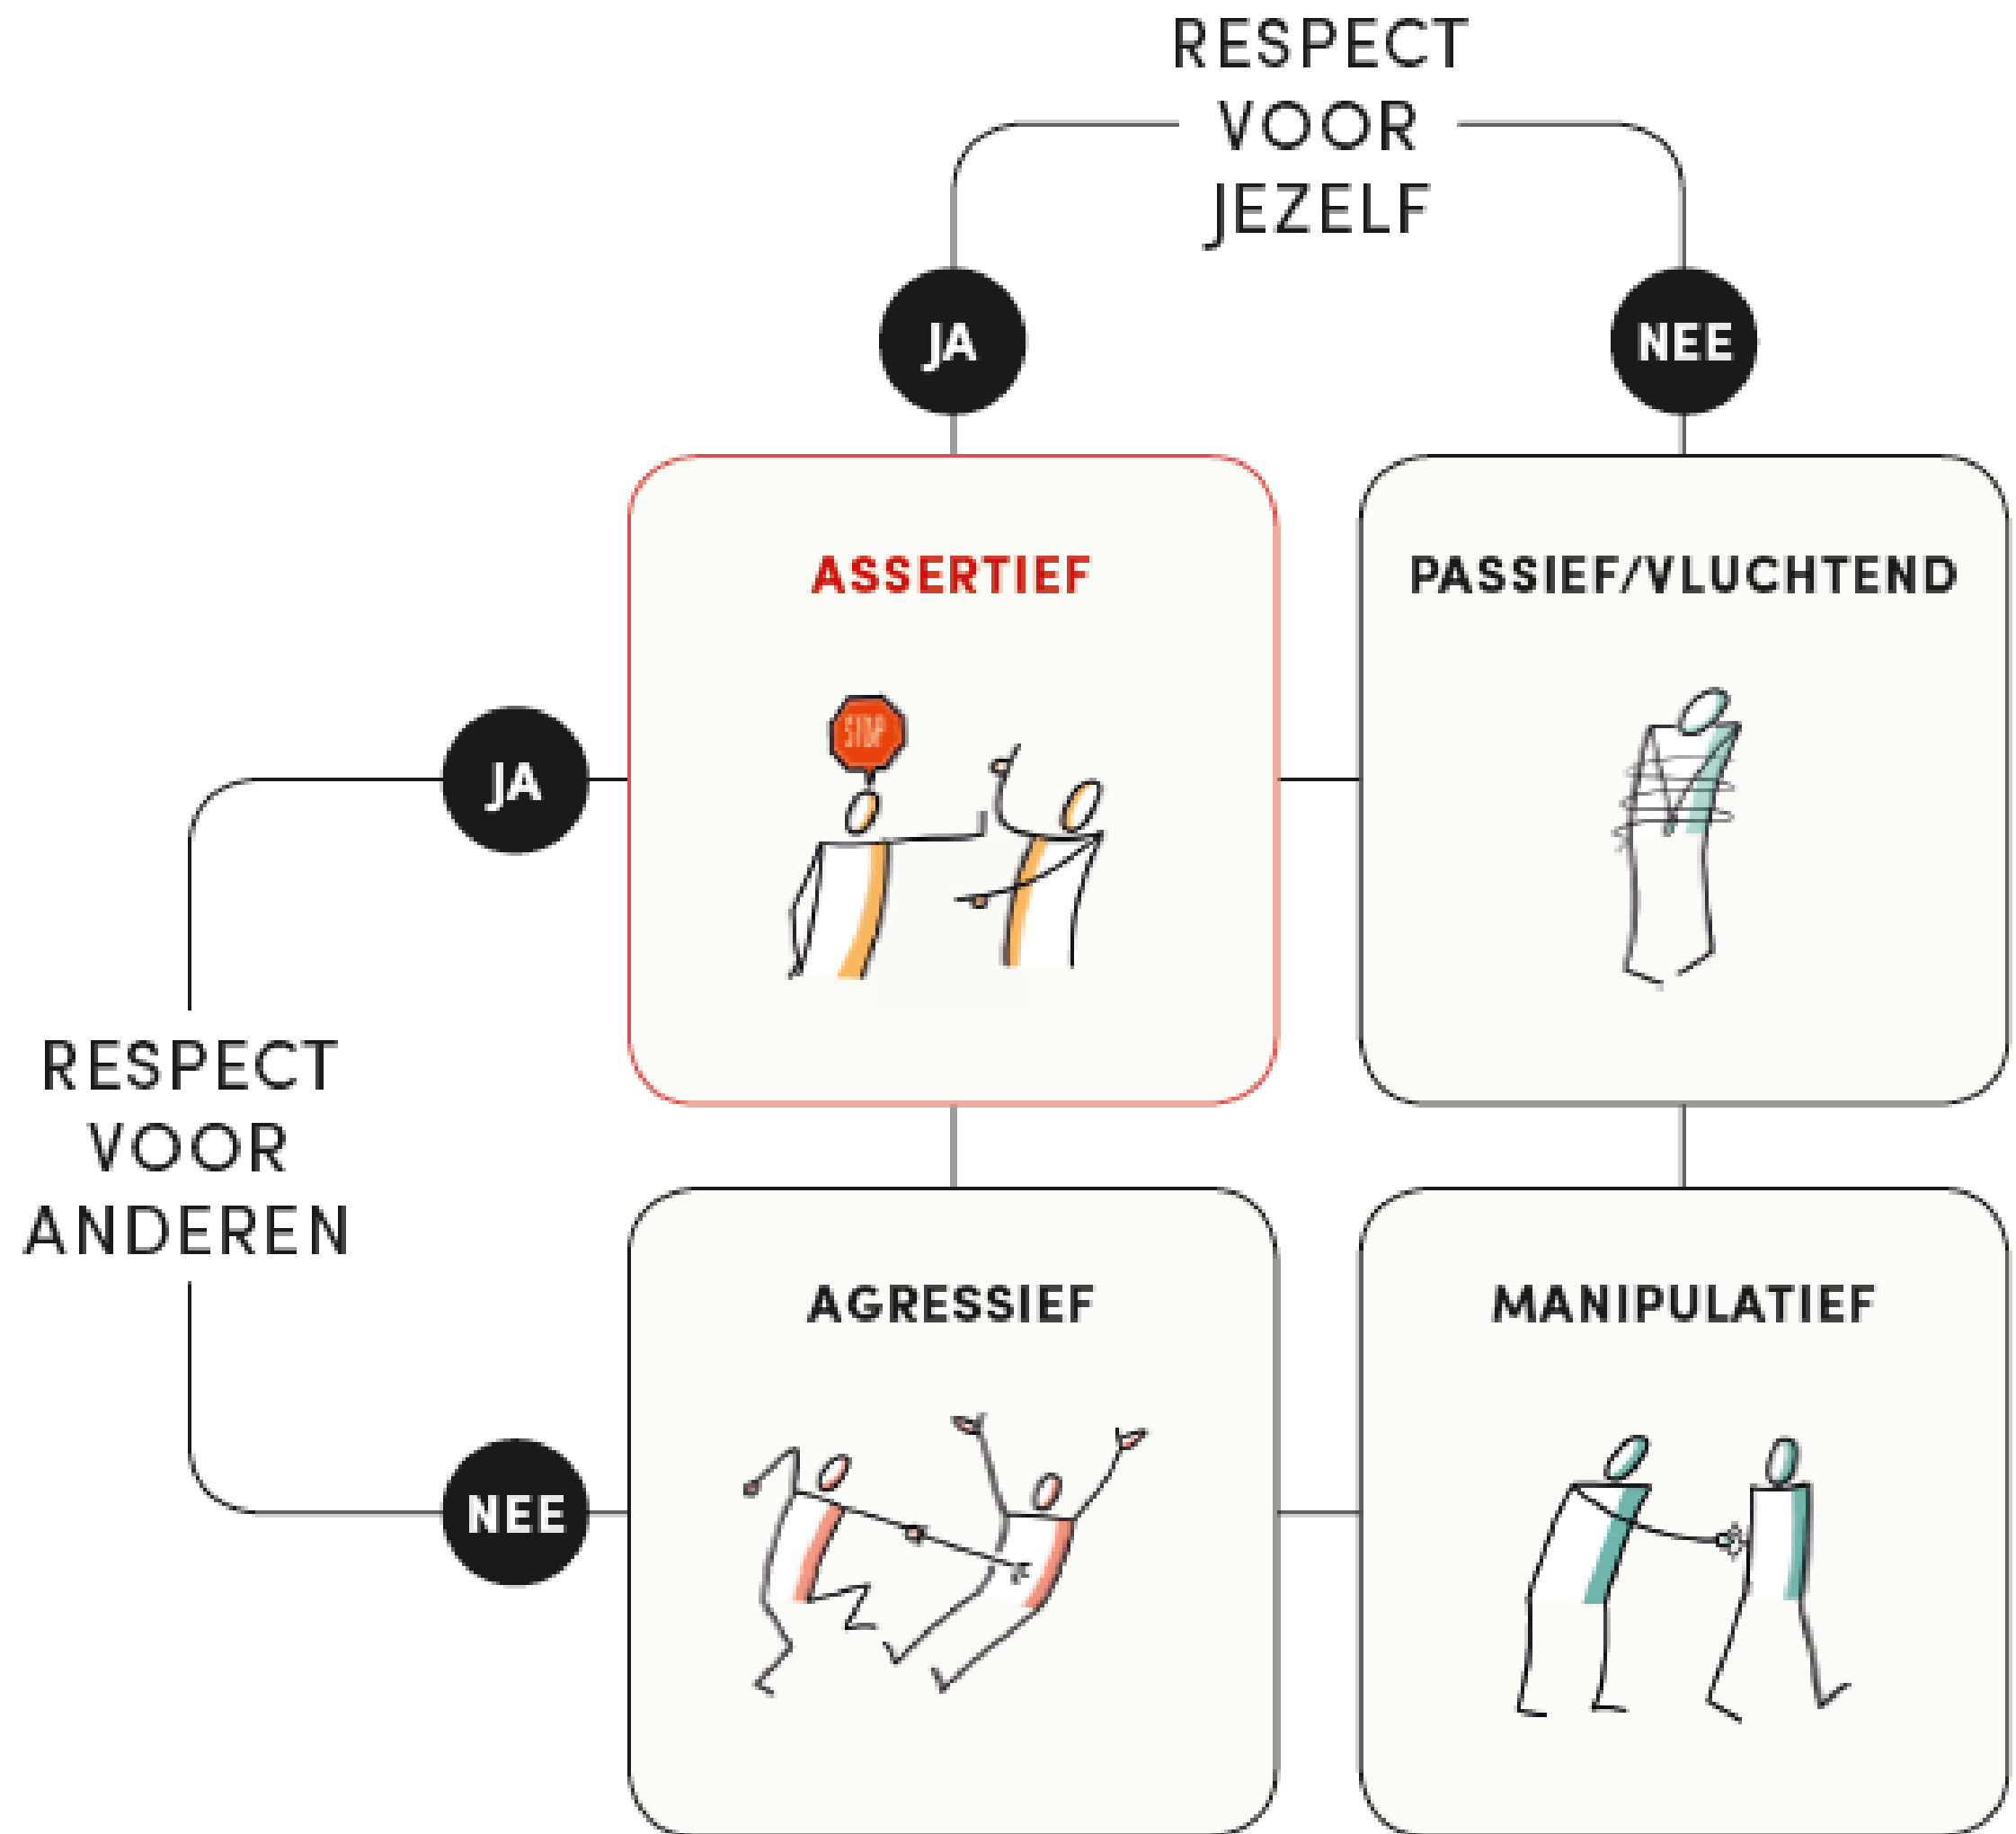 RESPECT
VOOR
JEZELF
JA
NEE
ASSERTIEF
PASSIEF/VLUCHTEND
STOP
JA
RESPECT
VOOR
ANDEREN
AGRESSIEF
MANIPULATIEF
NEE